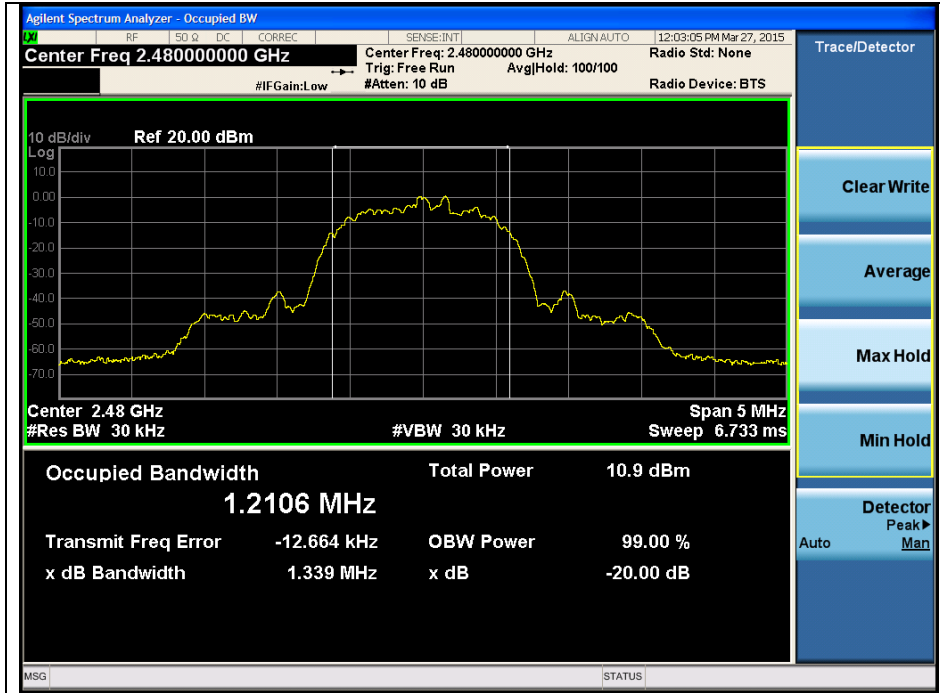 Agilent Spectrum Analyzer - Occupied BW
LXI RF 50 Ω DC CORREC SENSE:INT ALIGN AUTO 12:03:05 PM Mar 27, 2015
Center Freq 2.480000000 GHz
Center Freq: 2.480000000 GHz
Radio Std: None
Trig: Free Run Avg|Hold: 100/100
#IFGain:Low #Atten: 10 dB Radio Device: BTS
10 dB/div Ref 20.00 dBm
Log
10.0
0.00
-10.0
-20.0
-30.0
-40.0
-50.0
-60.0
-70.0
Center 2.48 GHz Span 5 MHz
#Res BW 30 kHz #VBW 30 kHz Sweep 6.733 ms
Occupied Bandwidth Total Power 10.9 dBm
1.2106 MHz
Transmit Freq Error -12.664 kHz OBW Power 99.00 %
x dB Bandwidth 1.339 MHz x dB -20.00 dB
MSG STATUS
Trace/Detector
Clear Write
Average
Max Hold
Min Hold
Detector
Peak▶
Auto Man